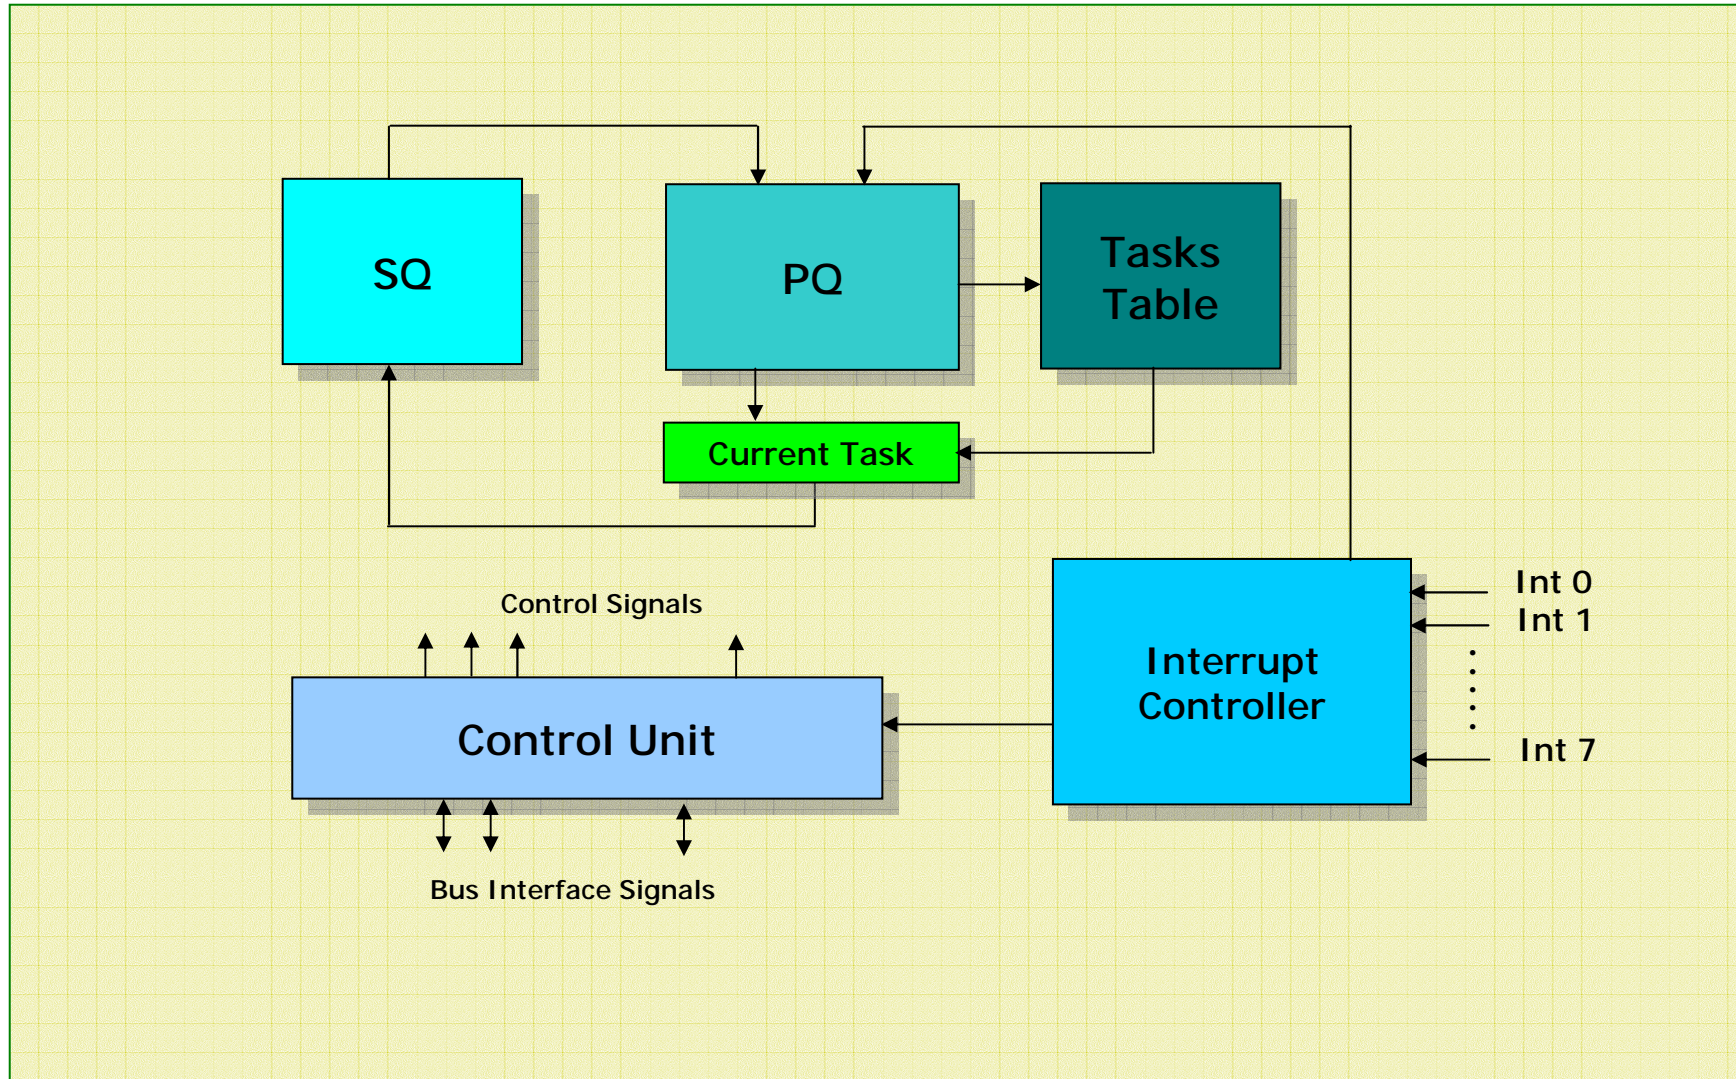 SQ
PQ
Tasks
Table
Current Task
Control Signals
Int 0
Int 1
Interrupt
Controller
Control Unit
Int 7
Bus Interface Signals